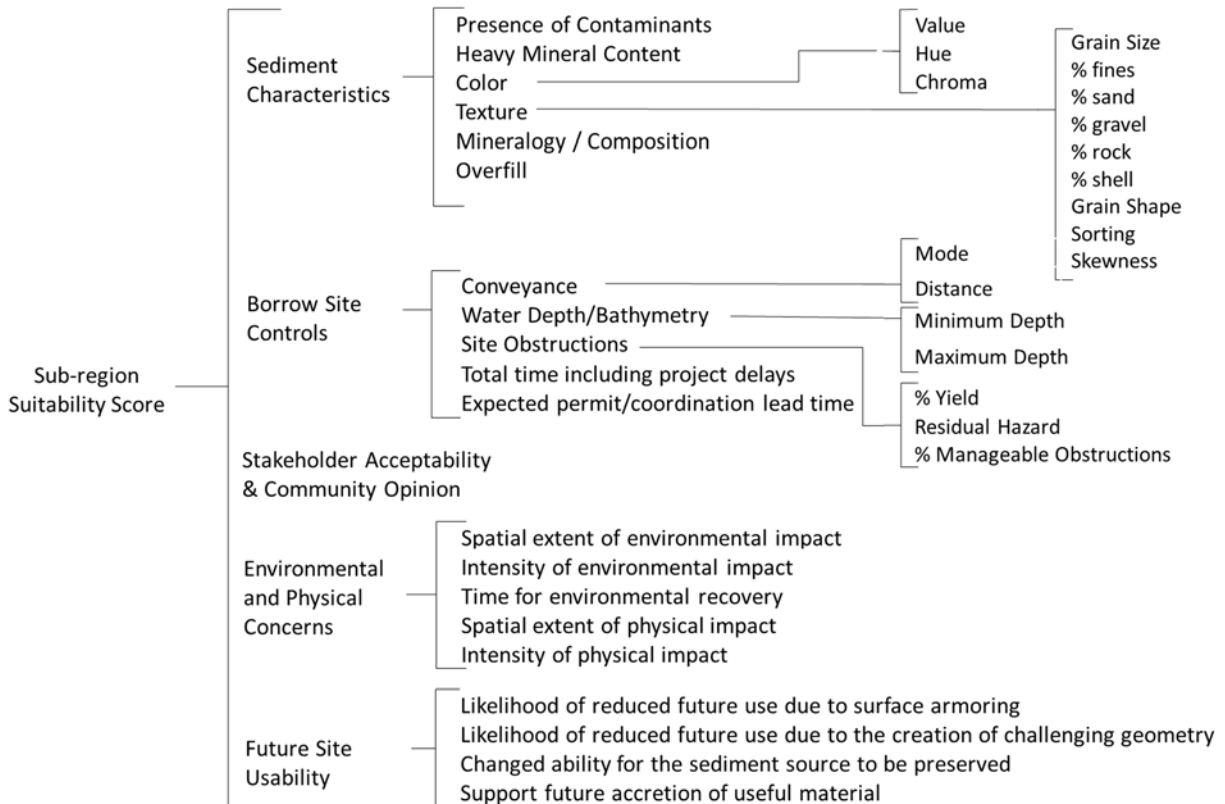 Sub-region
Suitability Score
Sediment
Characteristics
Presence of Contaminants
Heavy Mineral Content
Color
Texture
Mineralogy / Composition
Overfill
Value
Hue
Chroma
Grain Size
% fines
% sand
% gravel
% rock
% shell
Grain Shape
Sorting
Skewness
Borrow Site
Controls
Conveyance
Water Depth/Bathymetry
Site Obstructions
Total time including project delays
Expected permit/coordination lead time
Mode
Distance
Minimum Depth
Maximum Depth
% Yield
Residual Hazard
% Manageable Obstructions
Stakeholder Acceptability
& Community Opinion
Environmental
and Physical
Concerns
Spatial extent of environmental impact
Intensity of environmental impact
Time for environmental recovery
Spatial extent of physical impact
Intensity of physical impact
Future Site
Usability
Likelihood of reduced future use due to surface armoring
Likelihood of reduced future use due to the creation of challenging geometry
Changed ability for the sediment source to be preserved
Support future accretion of useful material